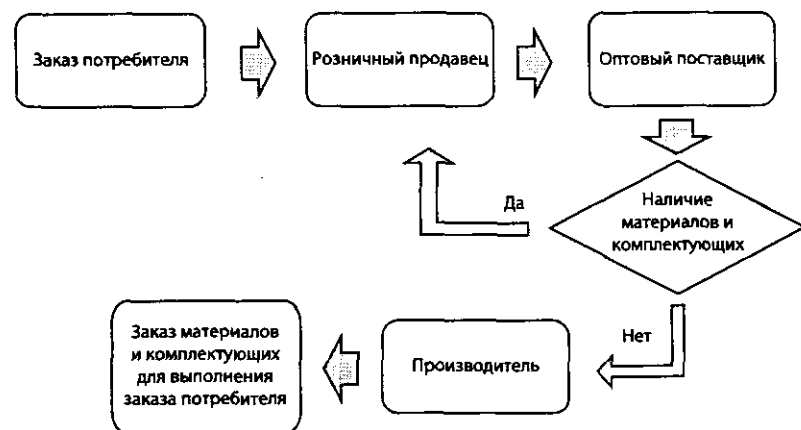 Заказ потребителя
Розничный продавец
Оптовый поставщик
Да
Наличие
материалов и
комплектующих
Нет
Заказ материалов
и комплектующих
для выполнения
заказа потребителя
Производитель